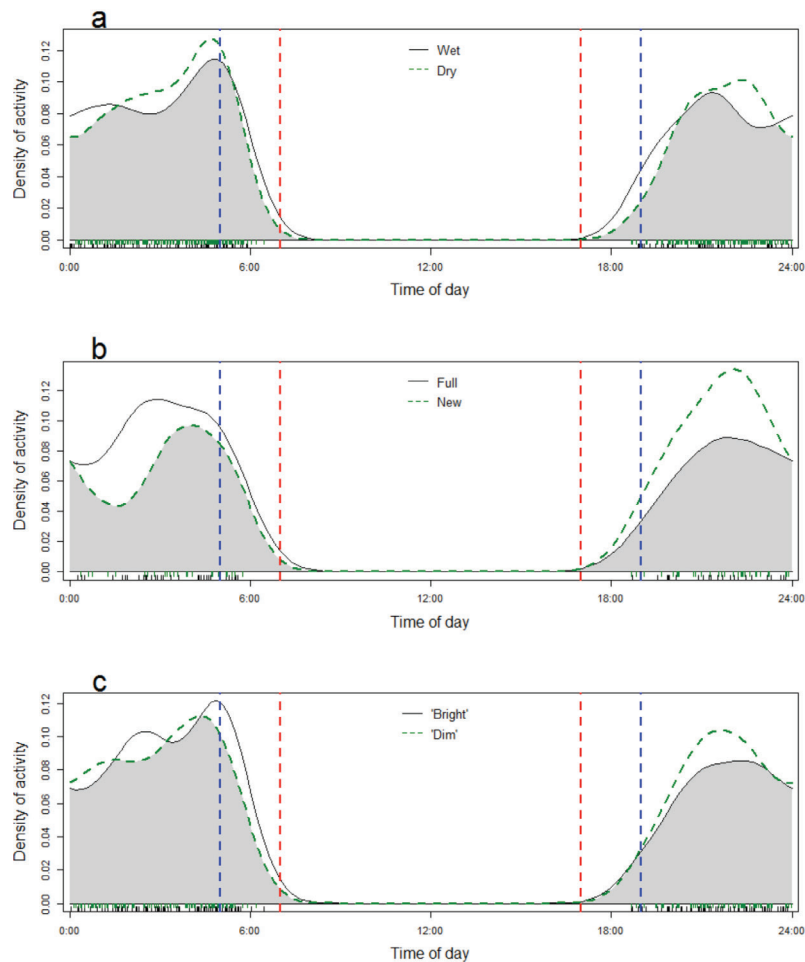 a
Wet
Dry
Density of activity
0.00 0.02 0.04 0.06 0.08 0.10 0.12
0:00 6:00 12:00 18:00 24:00
Time of day
b
Full
New
Density of activity
0.00 0.02 0.04 0.06 0.08 0.10 0.12
0:00 6:00 12:00 18:00 24:00
Time of day
c
'Bright'
'Dim'
Density of activity
0.00 0.02 0.04 0.06 0.08 0.10 0.12
0:00 6:00 12:00 18:00 24:00
Time of day